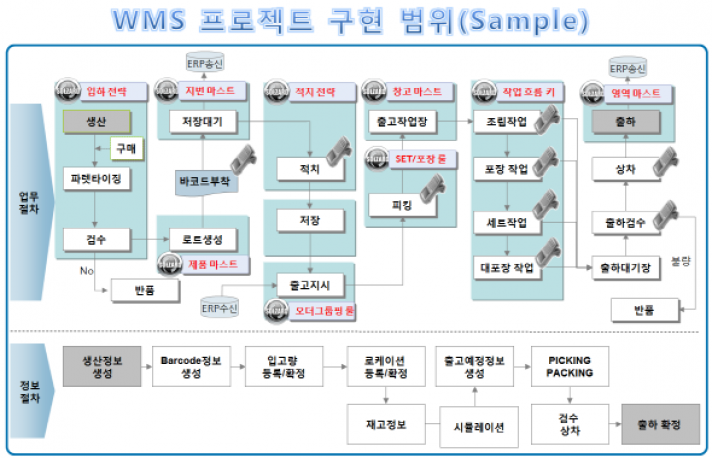 WMS 프로젝트 구현 범위(Sample)
ERP송신
ERP송신
입하 전략
지번 마스트
적치 전략
창고 마스트
작업 흐름 키
영역 마스트
생산
저장대기
출고작업장
조립작업
출하
구매
SET/포장 룰
파렛타이징
바코드부착
적치
포장 작업
상차
업무
절차
피킹
검수
로트생성
저장
세트작업
출하검수
No
제품 마스트
출고지시
대포장 작업
출하대기장
불량
반품
ERP수신
오더그룹핑 룰
반품
생산정보
생성
Barcode정보
생성
입고량
등록/확정
로케이션
등록/확정
출고예정정보
생성
PICKING
PACKING
정보
절차
재고정보
시뮬레이션
검수
상차
출하 확정